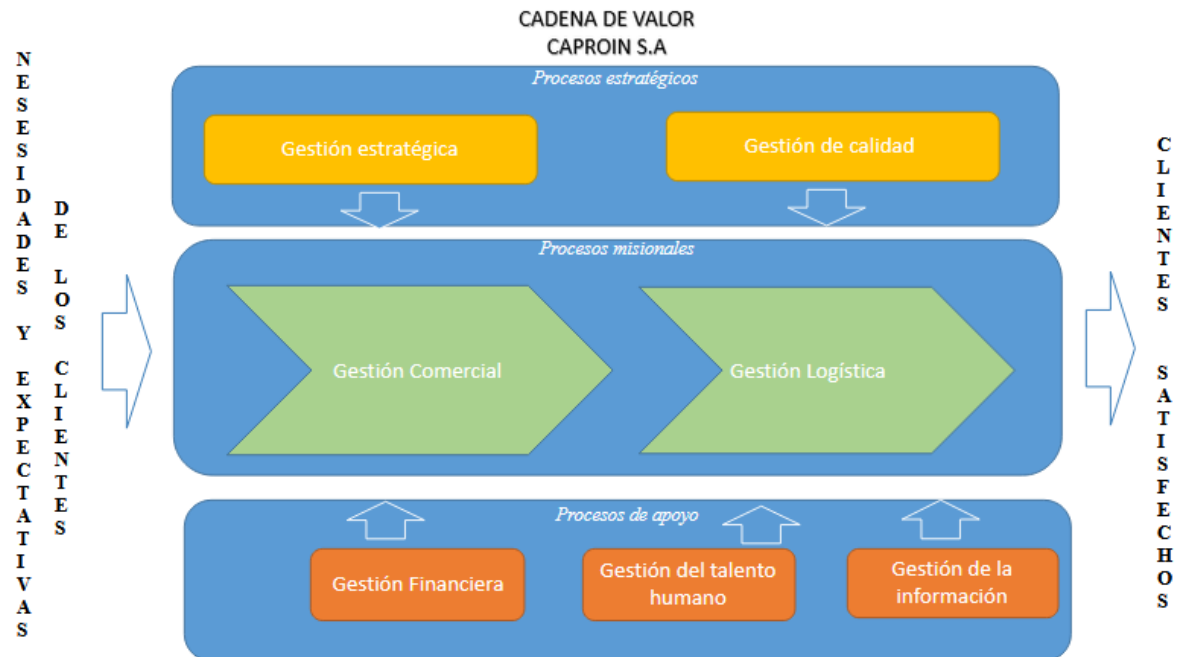 CADENA DE VALOR
CAPROIN S.A
NESESIDADES Y EXPECTATIVAS
DE LOS CLIENTES
Procesos estratégicos
Gestión estratégica
Gestión de calidad
Procesos misionales
Gestión Comercial
Gestión Logística
Procesos de apoyo
Gestión Financiera
Gestión del talento
humano
Gestión de la
información
CLIENTES SATISFECHOS